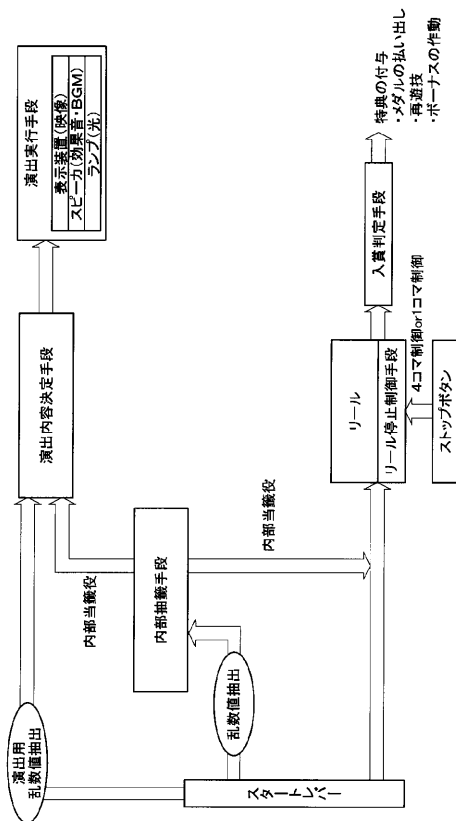 演出用
乱数値抽出
演出内容決定手段
演出実行手段
表示装置(映像)
スピーカ(効果音・BGM)
ランプ(光)
内部当籤役
スタートレバー
乱数値抽出
内部抽籤手段
内部当籤役
リール
リール停止制御手段
4コマ制御or1コマ制御
ストップボタン
入賞判定手段
特典の付与
・メダルの払い出し
・再遊技
・ボーナスの作動